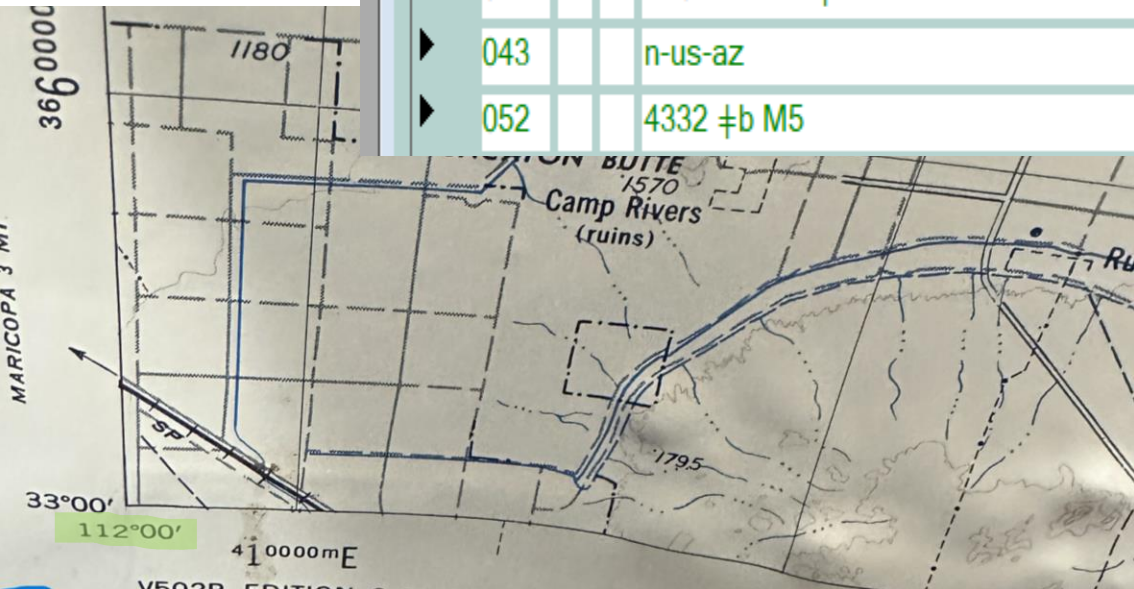 043 n-us-az
052 4332 ǂb M5
3660000
1180
BUTTE
1570
Camp Rivers
(ruins)
MARICOPA 3 MI.
SP
1795
33°00'
112°00'
410000mE